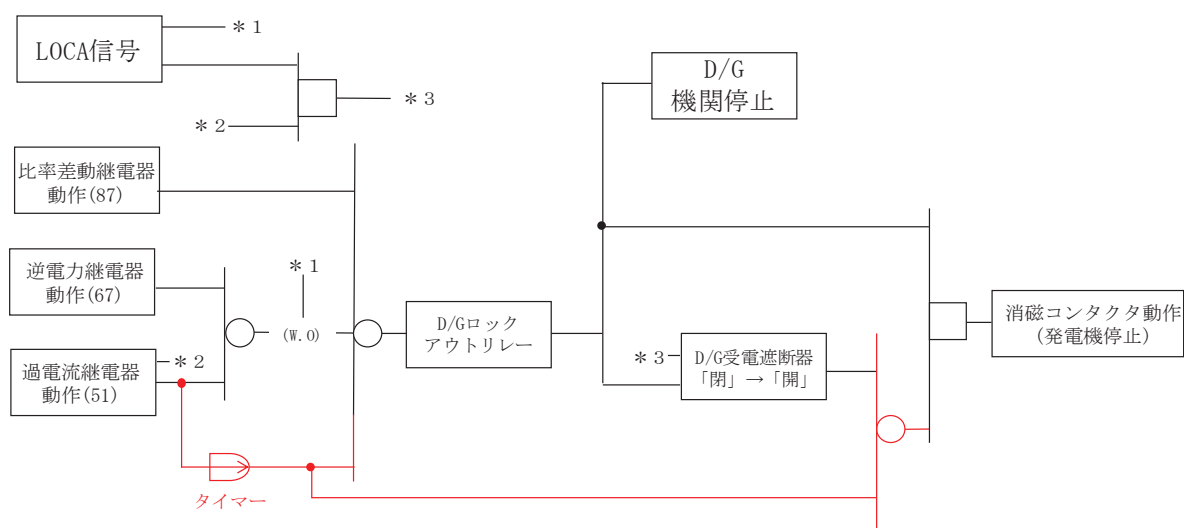 LOCA信号
＊１
＊２
＊３
D/G
機関停止
比率差動継電器
動作(87)
逆電力継電器
動作(67)
＊１
(W.O)
過電流継電器
動作(51)
＊２
D/Gロック
アウトリレー
＊３
D/G受電遮断器
「閉」→「開」
消磁コンタクタ動作
(発電機停止)
タイマー